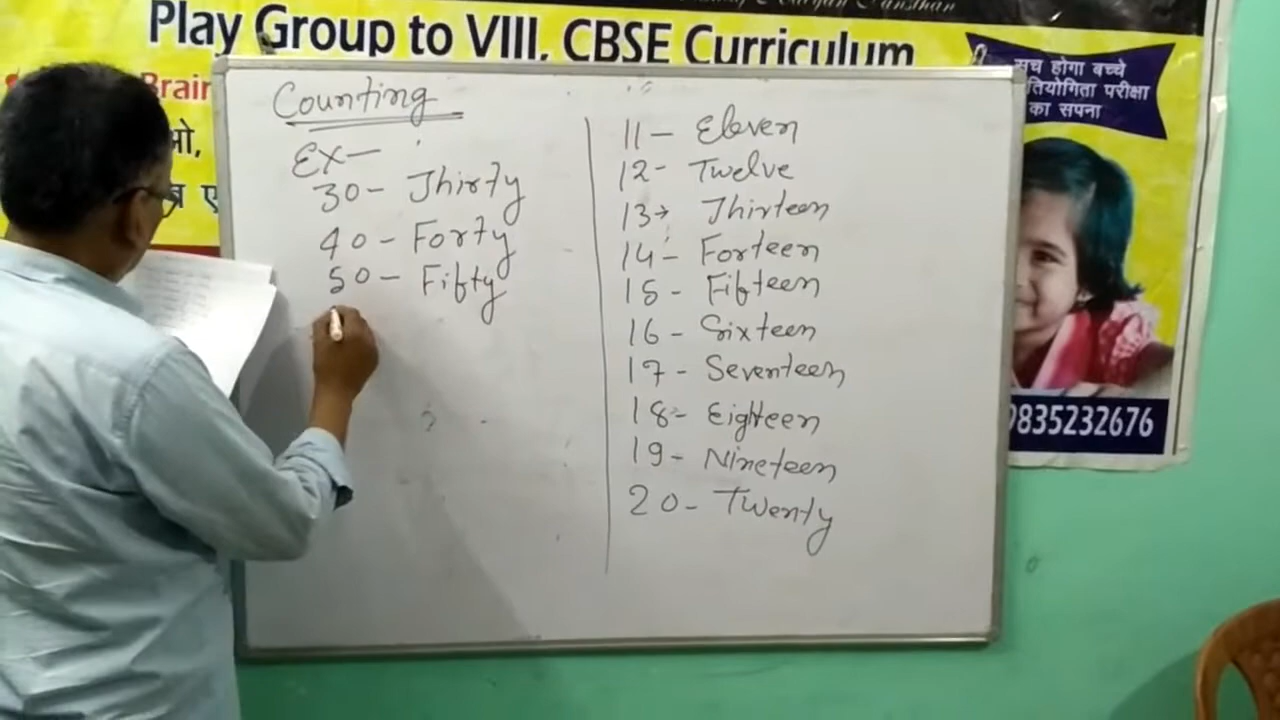 Play Group to VIII, CBSE Curriculum
Brain
सच होगा बच्चे
तियोगिता परीक्षा
का सपना
Counting
Ex-
30- Thirty
40- Forty
50- Fifty
11- Eleven
12- Twelve
13→ Thirteen
14- Forteen
15- Fifteen
16- Sixteen
17- Seventeen
18- Eighteen
19- Nineteen
20- Twenty
9835232676